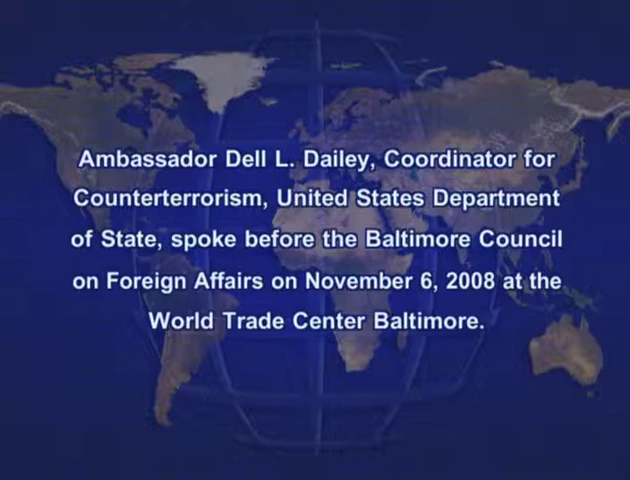 Ambassador Dell L. Dailey, Coordinator for
Counterterrorism, United States Department
of State, spoke before the Baltimore Council
on Foreign Affairs on November 6, 2008 at the
World Trade Center Baltimore.